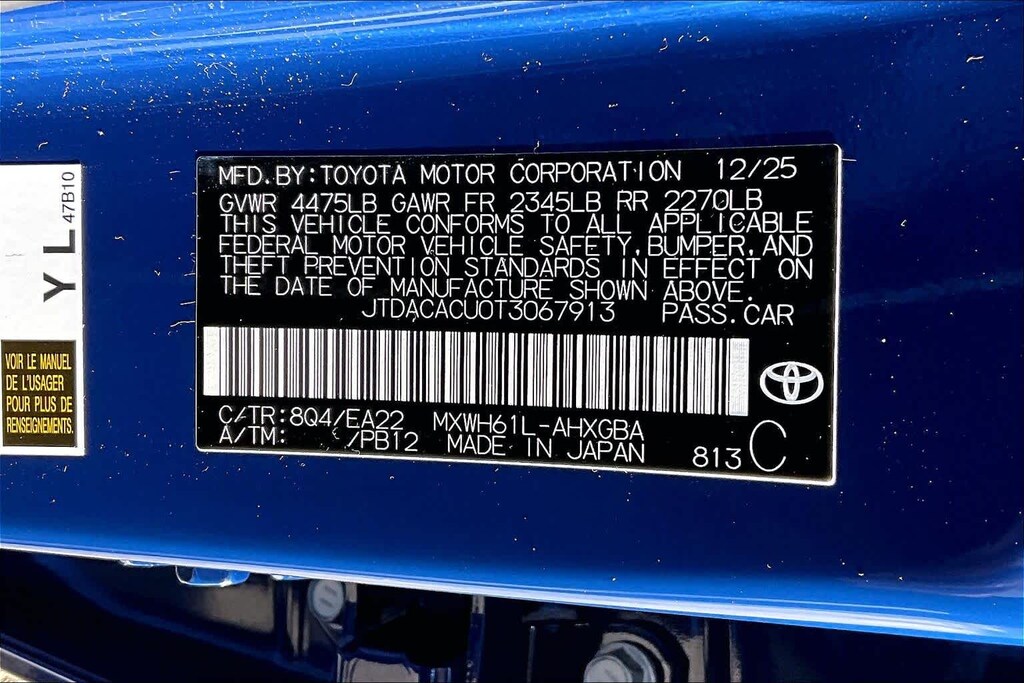 MFD.BY:TOYOTA MOTOR CORPORATION 12/25
GVWR 4475LB GAWR FR 2345LB RR 2270LB
THIS VEHICLE CONFORMS TO ALL APPLICABLE
FEDERAL MOTOR VEHICLE SAFETY,BUMPER,AND
THEFT PREVENTION STANDARDS IN EFFECT ON
THE DATE OF MANUFACTURE SHOWN ABOVE.
JTDACACU0T3067913 PASS.CAR
C/TR:8Q4/EA22 MXWH61L-AHXGBA
A/TM: /PB12 MADE IN JAPAN 813 C
YL
47B10
VOIR LE MANUEL
DE L'USAGER
POUR PLUS DE
RENSEIGNEMENTS.